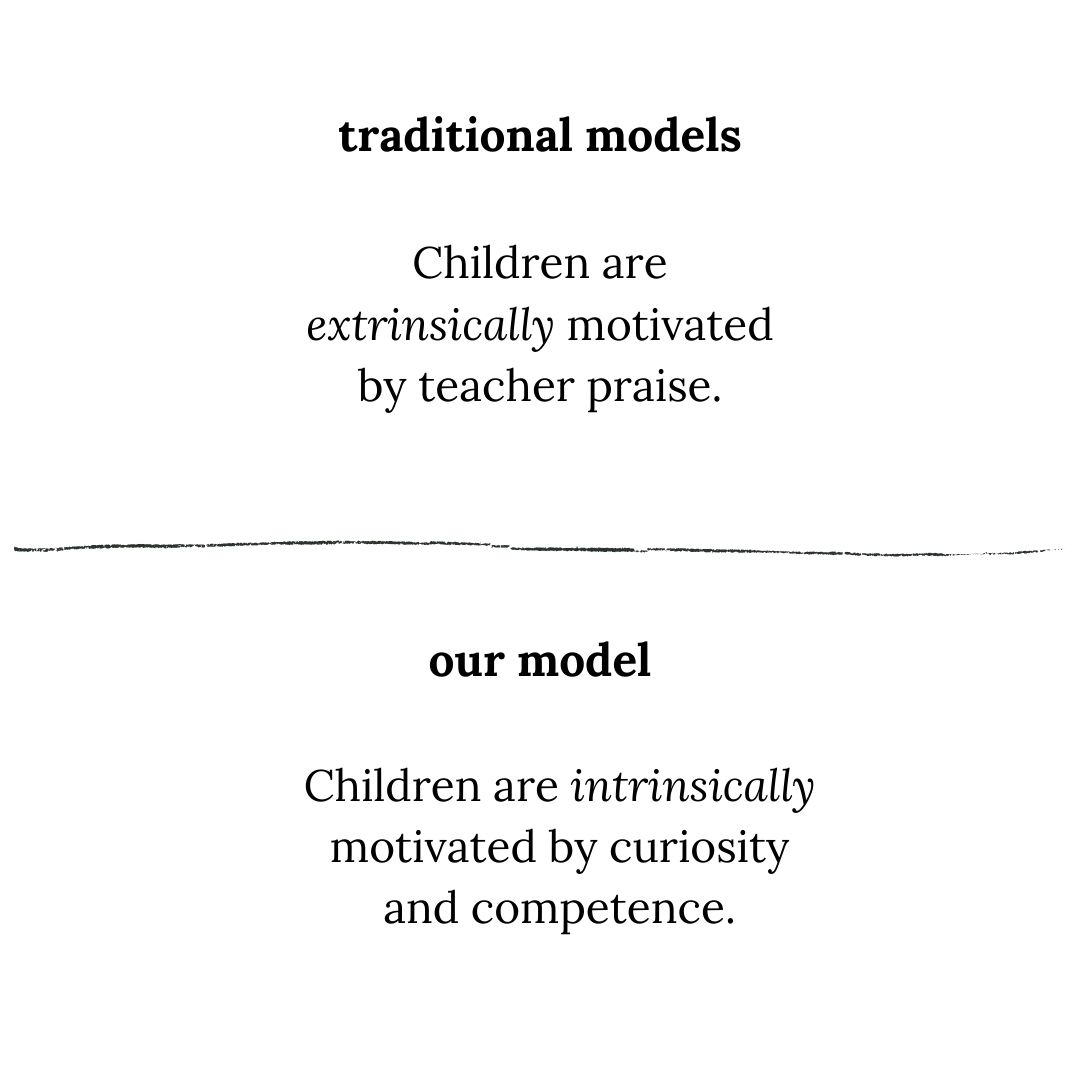 traditional models
Children are
extrinsically motivated
by teacher praise.
our model
Children are intrinsically
motivated by curiosity
and competence.